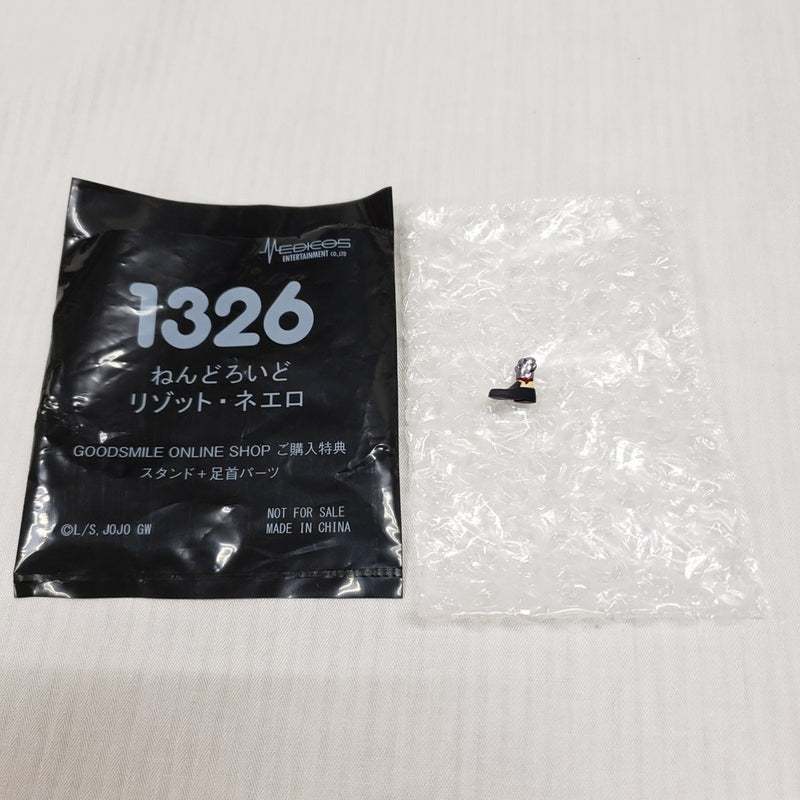 MEDICOS
ENTERTAINMENT CO.,LTD
1326
ねんどろいど
リゾット・ネエロ
GOODSMILE ONLINE SHOP ご購入特典
スタンド+足首パーツ
NOT FOR SALE
©L/S, JOJO GW MADE IN CHINA